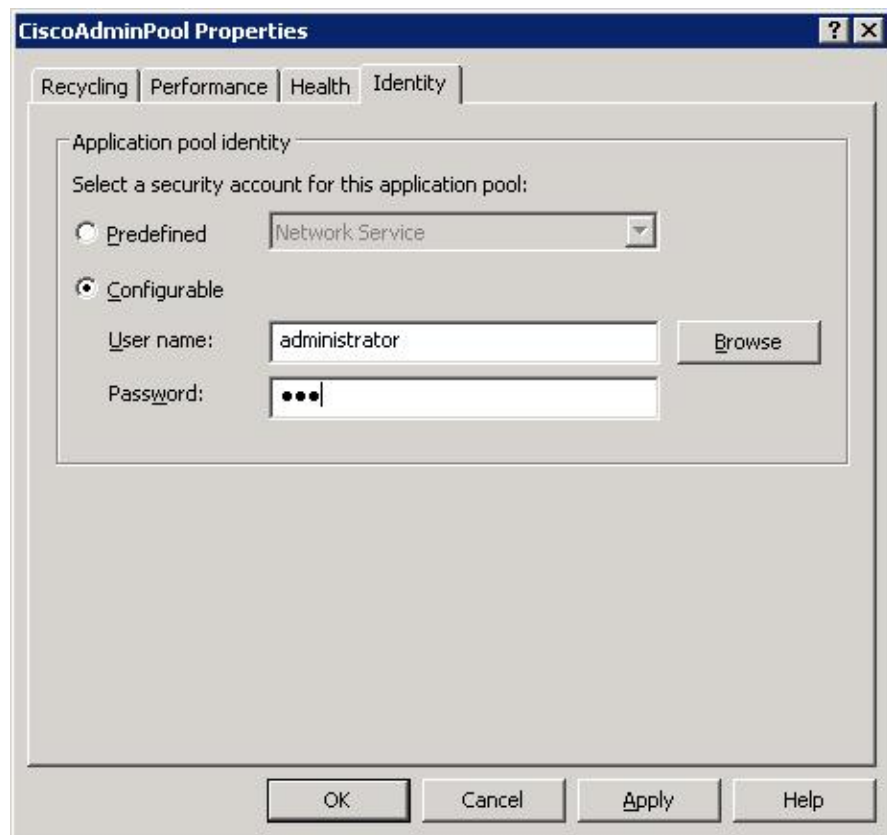 CiscoAdminPool Properties
Recycling Performance Health Identity
Application pool identity
Select a security account for this application pool:
Predefined Network Service
Configurable
User name: administrator Browse
Password: •••
OK Cancel Apply Help